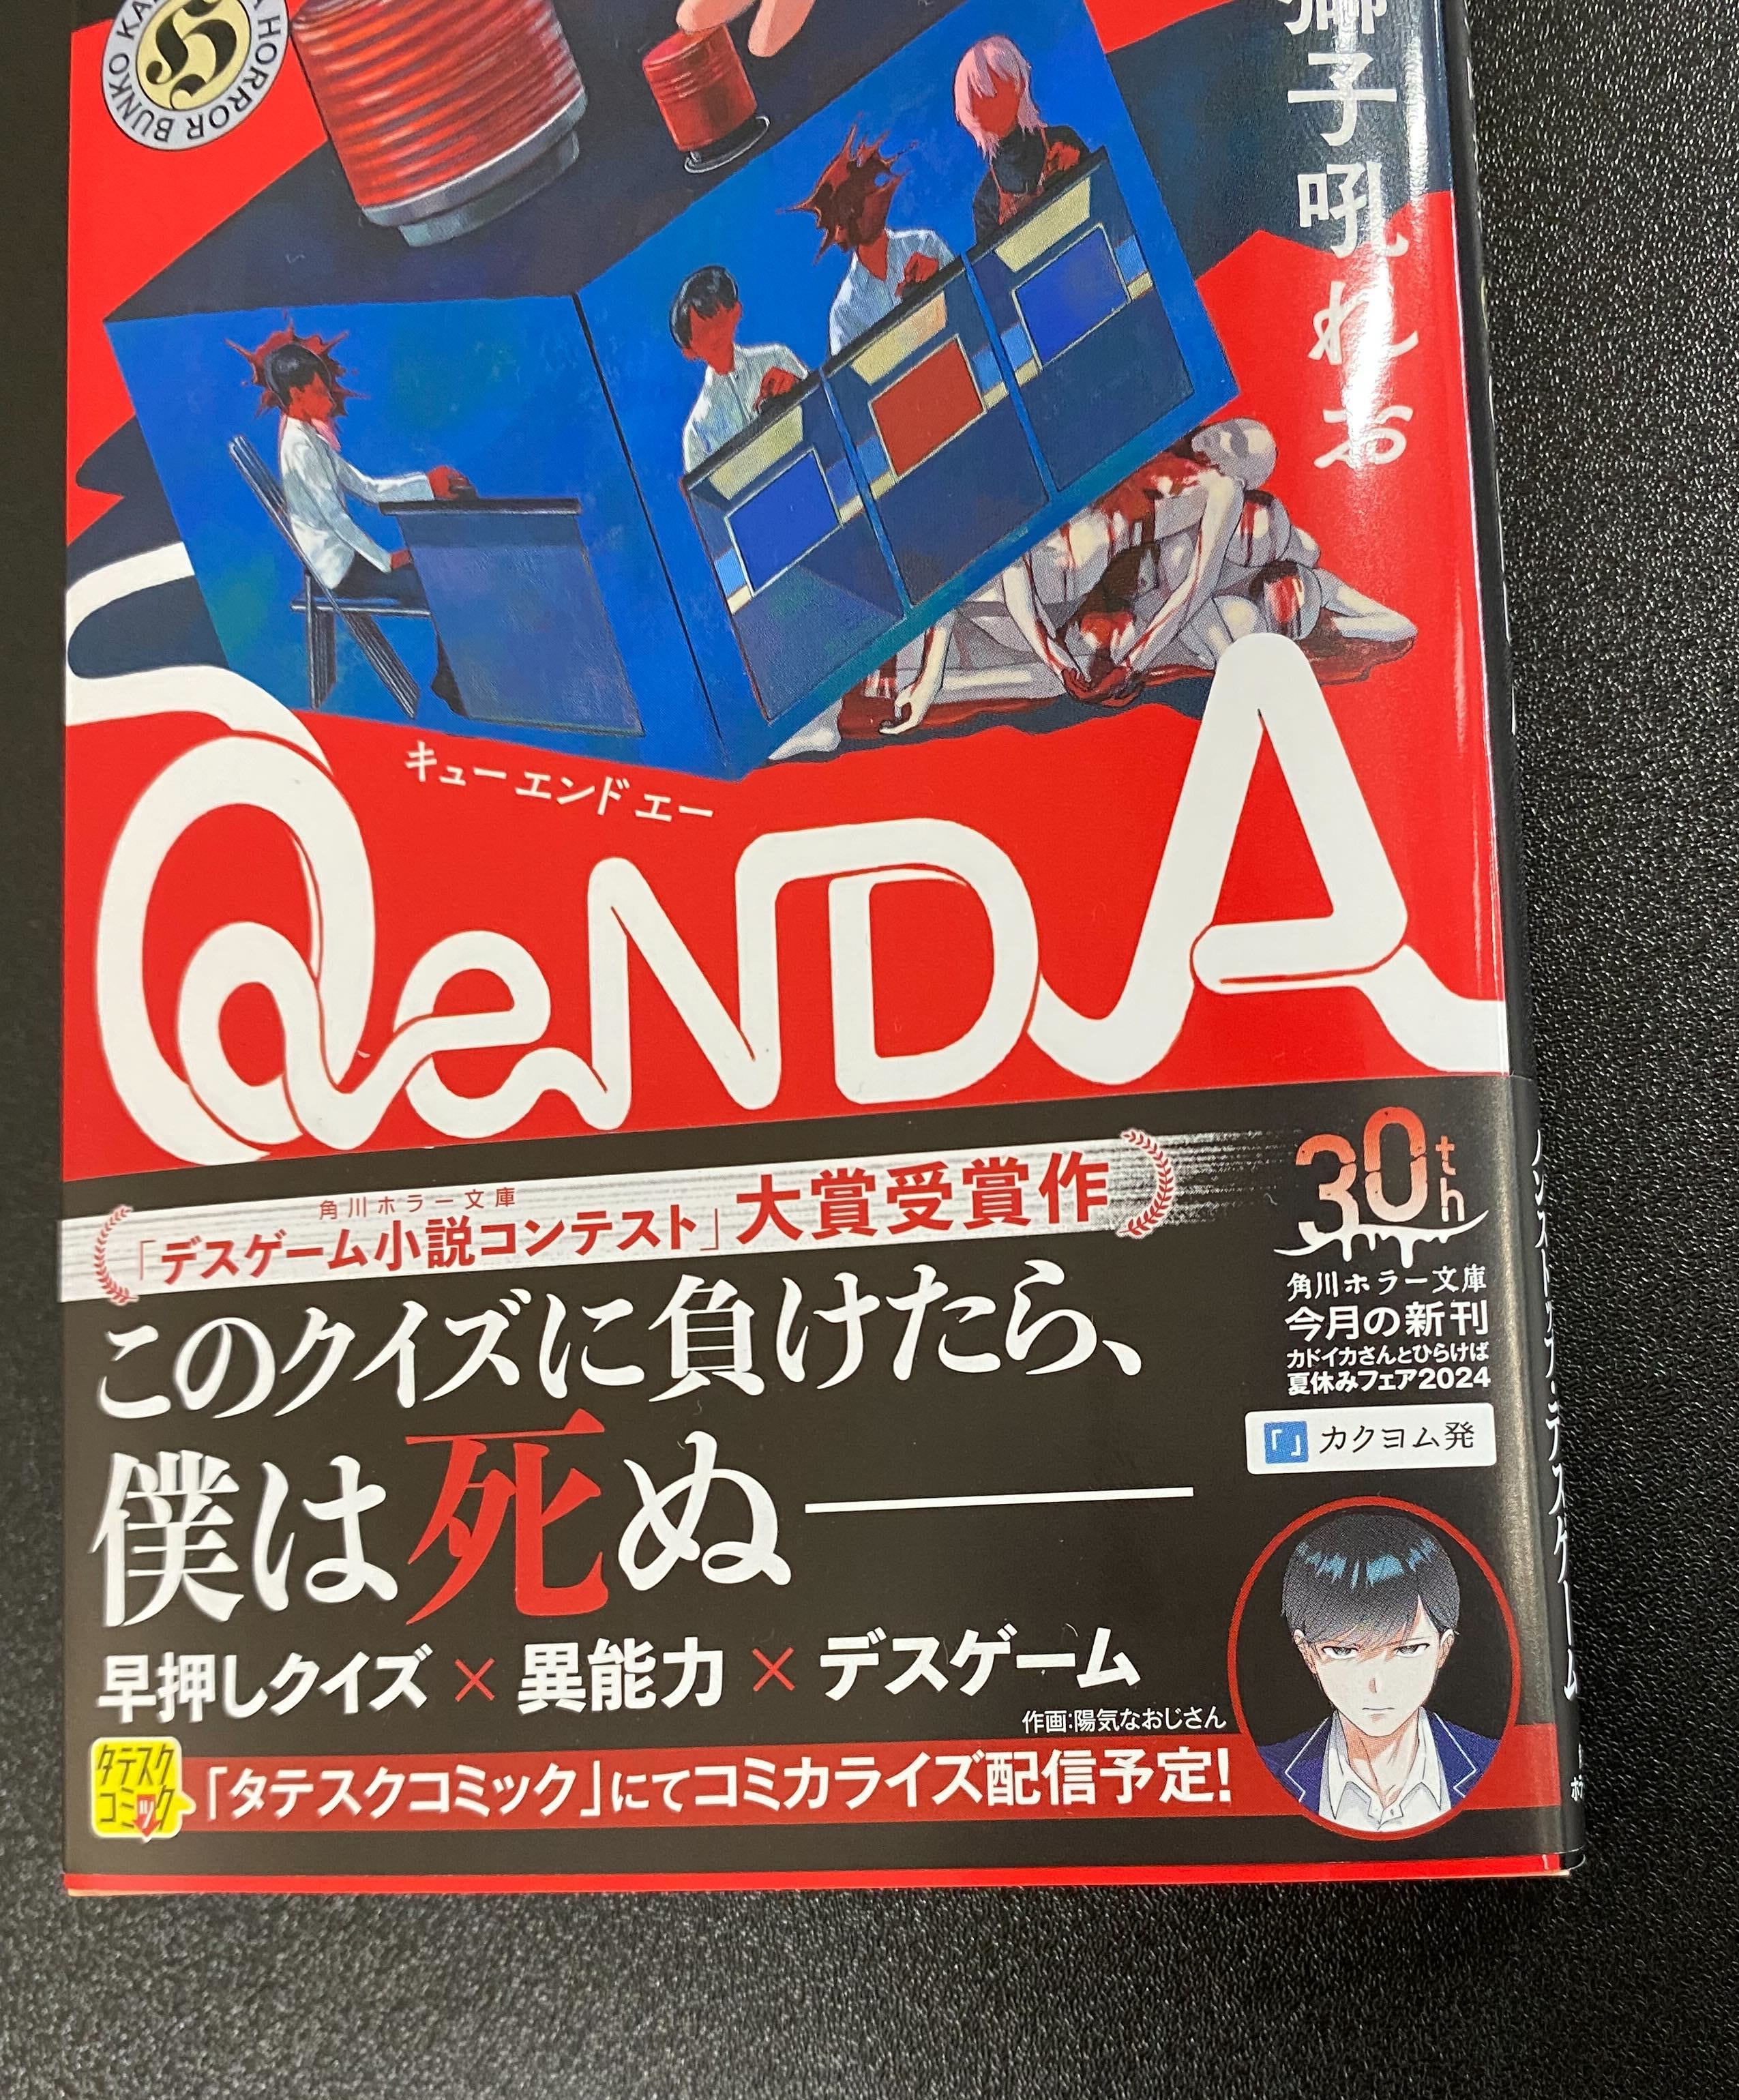 HORROR BUNKO
獅子吼れお
キュー エンド エー
QeNDA
角川ホラー文庫
「デスゲーム小説コンテスト」大賞受賞作
このクイズに負けたら、
僕は死ぬ――
早押しクイズ×異能力×デスゲーム
作画:陽気なおじさん
タテスク
コミック
「タテスクコミック」にてコミカライズ配信予定!
30th
角川ホラー文庫
今月の新刊
カドイカさんとひらけば
夏休みフェア2024
「」カクヨム発